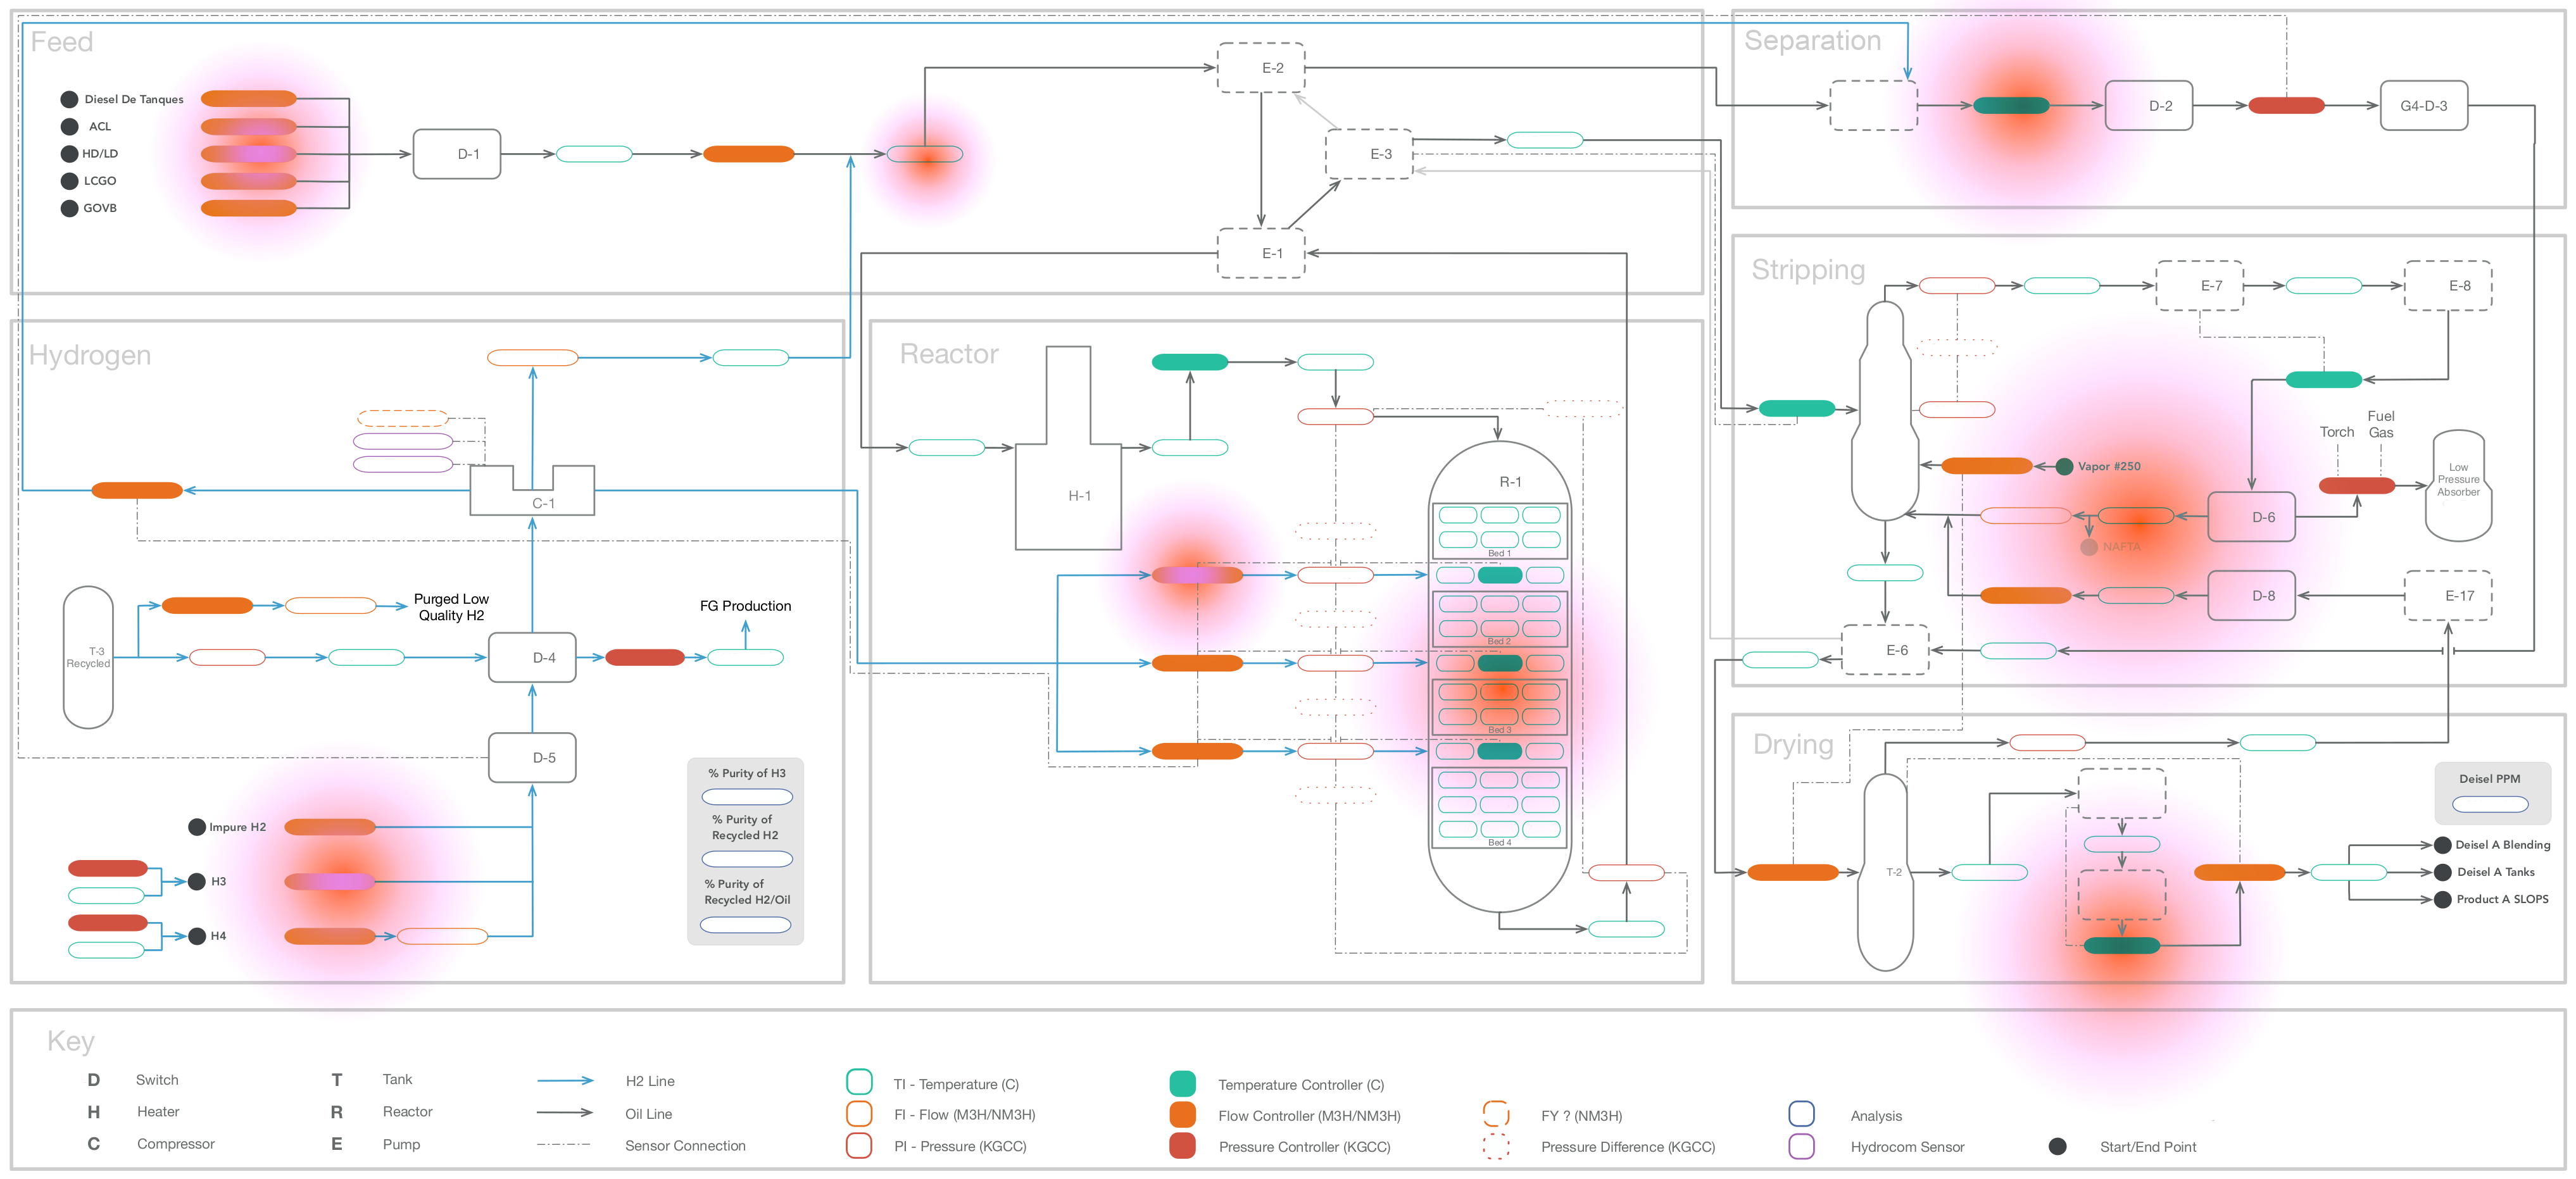 Feed
Diesel De Tanques
ACL
HD/LD
LCGO
GOVB
D-1
E-2
E-3
E-1
Separation
D-2
G4-D-3
Hydrogen
C-1
T-3
Recycled
Purged Low
Quality H2
D-4
FG Production
D-5
Impure H2
H3
H4
% Purity of H3
% Purity of
Recycled H2
% Purity of
Recycled H2/Oil
Reactor
H-1
R-1
Bed 1
Bed 2
Bed 3
Bed 4
Stripping
E-7
E-8
Vapor #250
Torch
Fuel
Gas
Low
Pressure
Absorber
D-6
NAFTA
D-8
E-17
E-6
Drying
T-2
Deisel PPM
Deisel A Blending
Deisel A Tanks
Product A SLOPS
Key
D Switch
H Heater
C Compressor
T Tank
R Reactor
E Pump
H2 Line
Oil Line
Sensor Connection
TI - Temperature (C)
FI - Flow (M3H/NM3H)
PI - Pressure (KGCC)
Temperature Controller (C)
Flow Controller (M3H/NM3H)
Pressure Controller (KGCC)
FY ? (NM3H)
Pressure Difference (KGCC)
Analysis
Hydrocom Sensor
Start/End Point